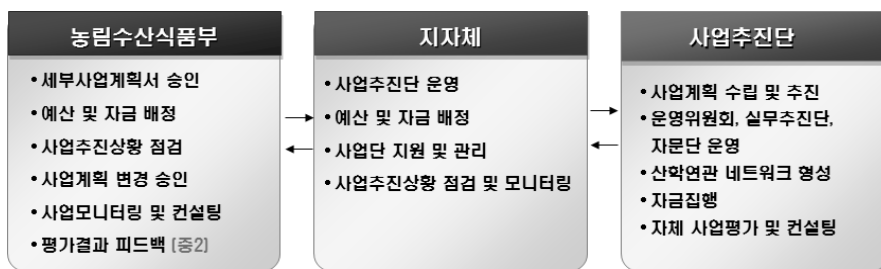 농림수산식품부
• 세부사업계획서 승인
• 예산 및 자금 배정
• 사업추진상황 점검
• 사업계획 변경 승인
• 사업모니터링 및 컨설팅
• 평가결과 피드백 (중2)
지자체
• 사업추진단 운영
• 예산 및 자금 배정
• 사업단 지원 및 관리
• 사업추진상황 점검 및 모니터링
사업추진단
• 사업계획 수립 및 추진
• 운영위원회, 실무추진단,
자문단 운영
• 산학연관 네트워크 형성
• 자금집행
• 자체 사업평가 및 컨설팅